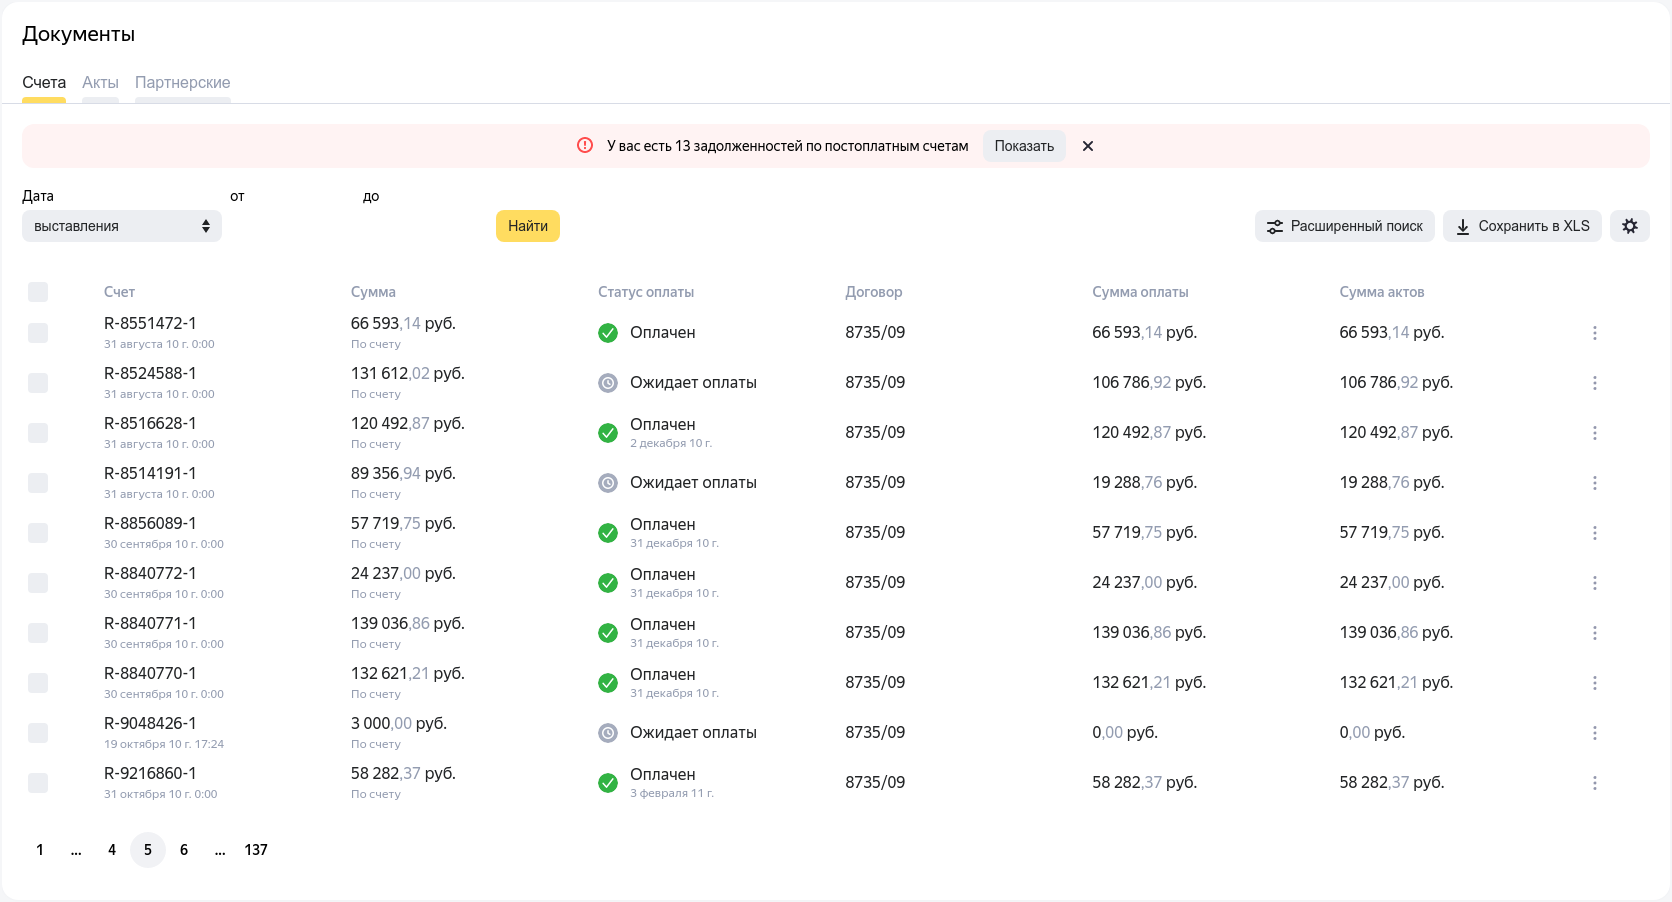 Документы
Счета Акты Партнерские
У вас есть 13 задолженностей по постоплатным счетам Показать
Дата от до
выставления Найти Расширенный поиск Сохранить в XLS
Счет Сумма Статус оплаты Договор Сумма оплаты Сумма актов
R-8551472-1 66 593,14 руб. Оплачен 8735/09 66 593,14 руб. 66 593,14 руб.
31 августа 10 г. 0:00 По счету
R-8524588-1 131 612,02 руб. Ожидает оплаты 8735/09 106 786,92 руб. 106 786,92 руб.
31 августа 10 г. 0:00 По счету
R-8516628-1 120 492,87 руб. Оплачен 8735/09 120 492,87 руб. 120 492,87 руб.
31 августа 10 г. 0:00 По счету 2 декабря 10 г.
R-8514191-1 89 356,94 руб. Ожидает оплаты 8735/09 19 288,76 руб. 19 288,76 руб.
31 августа 10 г. 0:00 По счету
R-8856089-1 57 719,75 руб. Оплачен 8735/09 57 719,75 руб. 57 719,75 руб.
30 сентября 10 г. 0:00 По счету 31 декабря 10 г.
R-8840772-1 24 237,00 руб. Оплачен 8735/09 24 237,00 руб. 24 237,00 руб.
30 сентября 10 г. 0:00 По счету 31 декабря 10 г.
R-8840771-1 139 036,86 руб. Оплачен 8735/09 139 036,86 руб. 139 036,86 руб.
30 сентября 10 г. 0:00 По счету 31 декабря 10 г.
R-8840770-1 132 621,21 руб. Оплачен 8735/09 132 621,21 руб. 132 621,21 руб.
30 сентября 10 г. 0:00 По счету 31 декабря 10 г.
R-9048426-1 3 000,00 руб. Ожидает оплаты 8735/09 0,00 руб. 0,00 руб.
19 октября 10 г. 17:24 По счету
R-9216860-1 58 282,37 руб. Оплачен 8735/09 58 282,37 руб. 58 282,37 руб.
31 октября 10 г. 0:00 По счету 3 февраля 11 г.
1 ... 4 5 6 ... 137